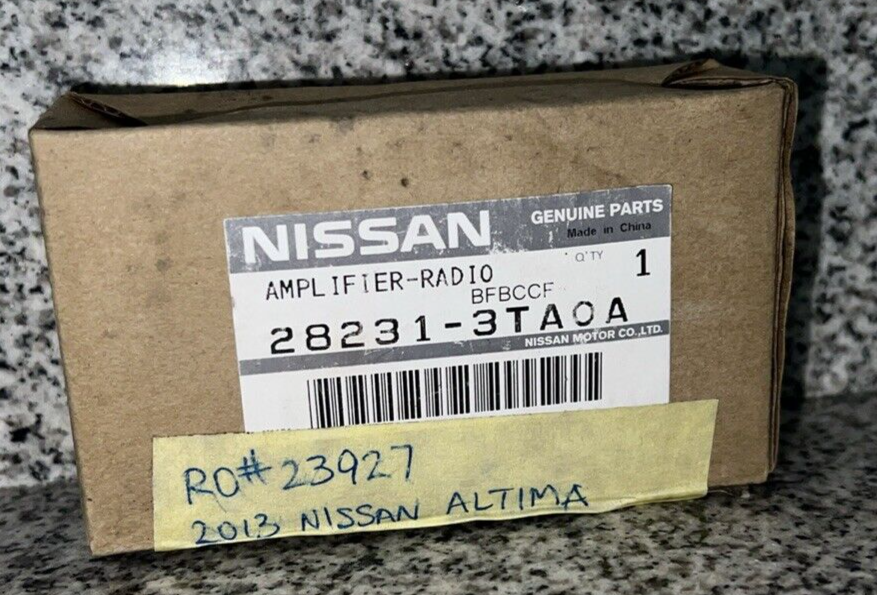 NISSAN
GENUINE PARTS
Made in China
AMPLIFIER-RADIO
Q'TY 1
BFBCCF
28231-3TA0A
NISSAN MOTOR CO.,LTD.
RO# 23927
2013 NISSAN ALTIMA